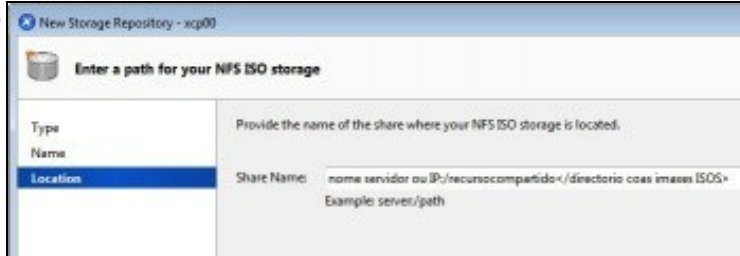 New Storage Repository - xcp00
Enter a path for your NFS ISO storage
Type
Provide the name of the share where your NFS ISO storage is located.
Name
Location
Share Name: nome servidor ou IP:/recursocompartido</directorio coas imaxes ISOS>
Example: server:/path